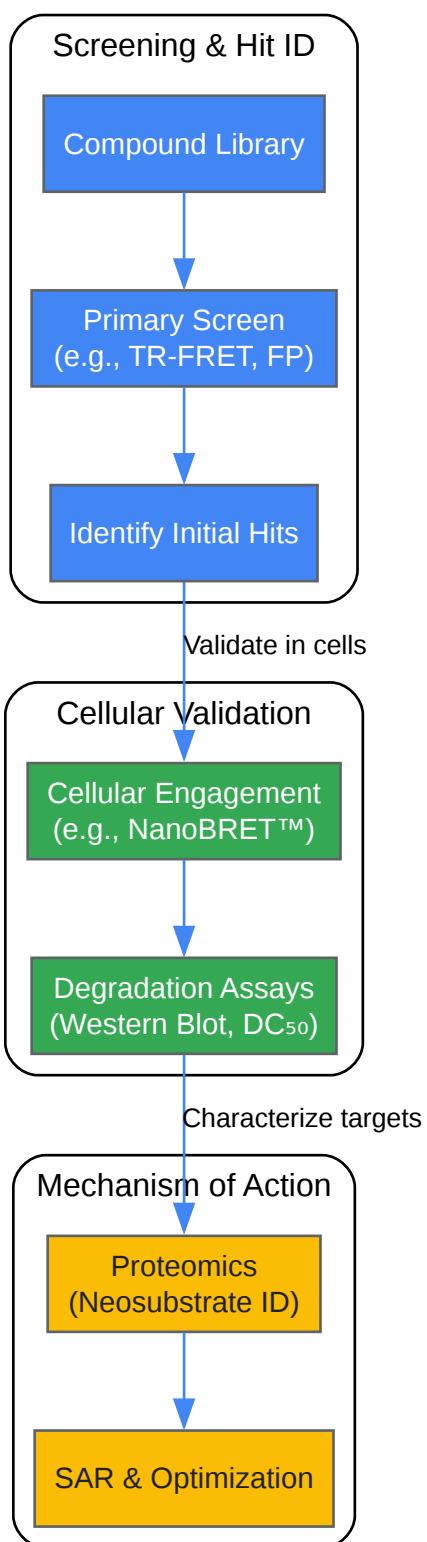 Screening & Hit ID
Compound Library
Primary Screen
(e.g., TR-FRET, FP)
Identify Initial Hits
Validate in cells
Cellular Validation
Cellular Engagement
(e.g., NanoBRET™)
Degradation Assays
(Western Blot, DC₅₀)
Characterize targets
Mechanism of Action
Proteomics
(Neosubstrate ID)
SAR & Optimization